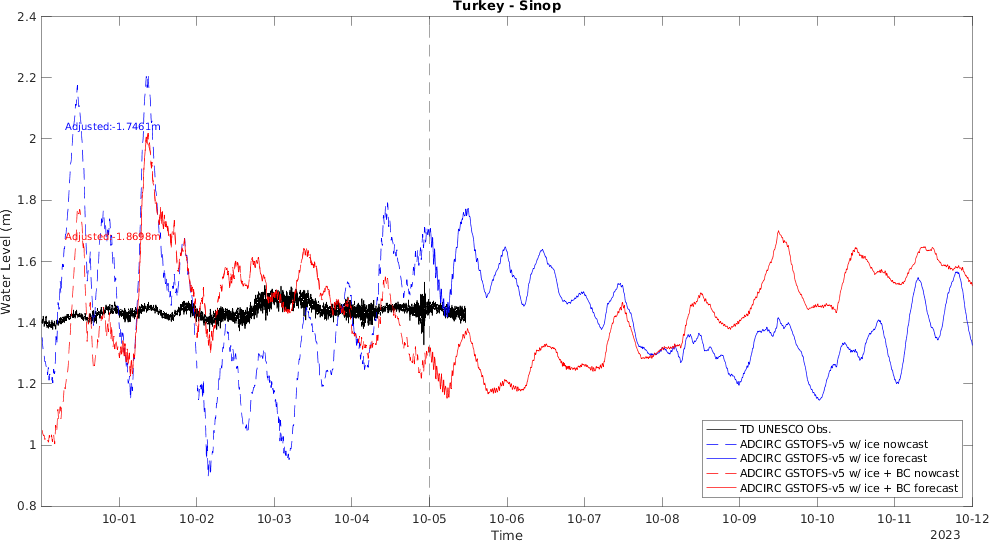 Turkey - Sinop
2.4
2.2
2
1.8
1.6
1.4
1.2
1
0.8
Water Level (m)
Adjusted:-1.7461m
Adjusted:-1.8698m
TD UNESCO Obs.
ADCIRC GSTOFS-v5 w/ ice nowcast
ADCIRC GSTOFS-v5 w/ ice forecast
ADCIRC GSTOFS-v5 w/ ice + BC nowcast
ADCIRC GSTOFS-v5 w/ ice + BC forecast
10-01 10-02 10-03 10-04 10-05 10-06 10-07 10-08 10-09 10-10 10-11 10-12
Time
2023